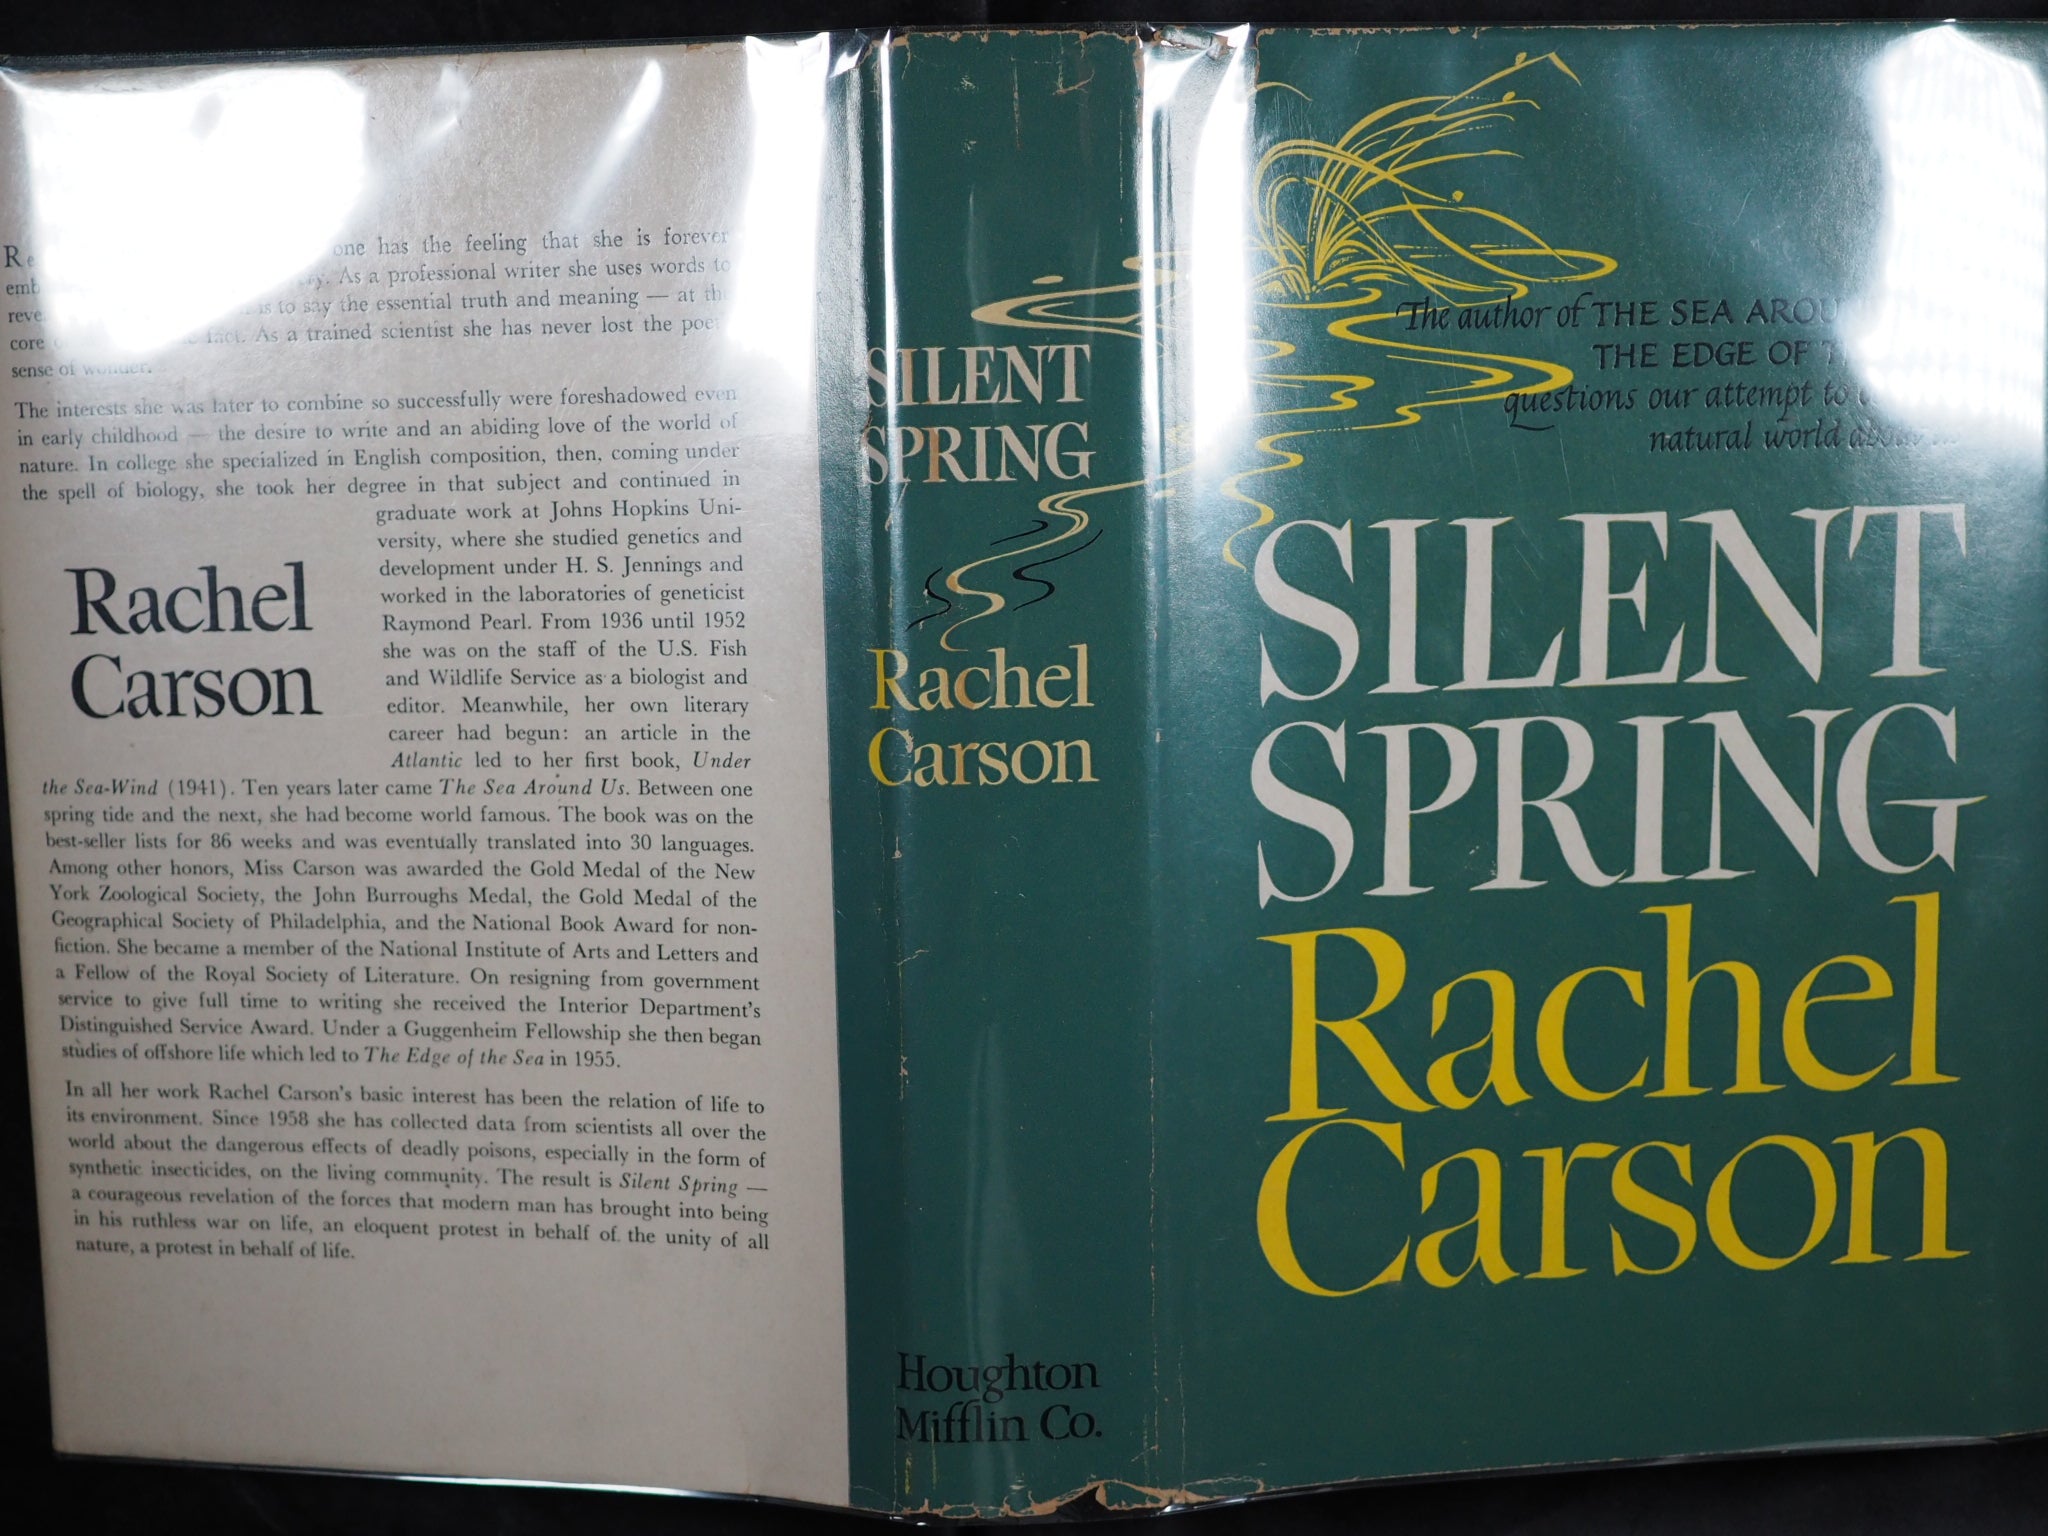 one has the feeling that she is forever
As a professional writer she uses words to
is to say the essential truth and meaning — at the
fact. As a trained scientist she has never lost the
core
sense of wonder.
The interests she was later to combine so successfully were foreshadowed even
in early childhood — the desire to write and an abiding love of the world of
nature. In college she specialized in English composition, then, coming under
the spell of biology, she took her degree in that subject and continued in
graduate work at Johns Hopkins Uni-
versity, where she studied genetics and
development under H. S. Jennings and
worked in the laboratories of geneticist
Raymond Pearl. From 1936 until 1952
she was on the staff of the U.S. Fish
and Wildlife Service as a biologist and
editor. Meanwhile, her own literary
career had begun: an article in the
Atlantic led to her first book, Under
the Sea-Wind (1941). Ten years later came The Sea Around Us. Between one
spring tide and the next, she had become world famous. The book was on the
best-seller lists for 86 weeks and was eventually translated into 30 languages.
Among other honors, Miss Carson was awarded the Gold Medal of the New
York Zoological Society, the John Burroughs Medal, the Gold Medal of the
Geographical Society of Philadelphia, and the National Book Award for non-
fiction. She became a member of the National Institute of Arts and Letters and
a Fellow of the Royal Society of Literature. On resigning from government
service to give full time to writing she received the Interior Department's
Distinguished Service Award. Under a Guggenheim Fellowship she then began
studies of offshore life which led to The Edge of the Sea in 1955.
In all her work Rachel Carson's basic interest has been the relation of life to
its environment. Since 1958 she has collected data from scientists all over the
world about the dangerous effects of deadly poisons, especially in the form of
synthetic insecticides, on the living community. The result is Silent Spring —
a courageous revelation of the forces that modern man has brought into being
in his ruthless war on life, an eloquent protest in behalf of the unity of all
nature, a protest in behalf of life.
Rachel
Carson
SILENT
SPRING
Rachel
Carson
Houghton
Mifflin Co.
The author of THE SEA
THE EDGE OF
questions our attempt to
natural world
SILENT
SPRING
Rachel
Carson